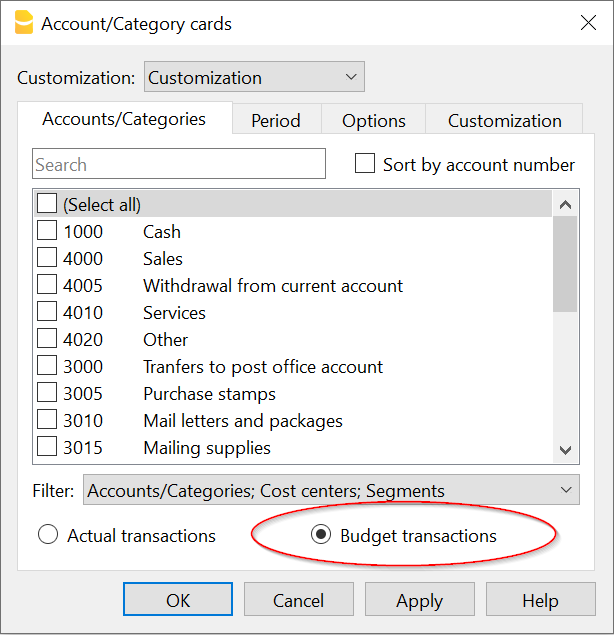 Account/Category cards
Customization: Customization
Accounts/Categories Period Options Customization
Search Sort by account number
(Select all)
1000 Cash
4000 Sales
4005 Withdrawal from current account
4010 Services
4020 Other
3000 Tranfers to post office account
3005 Purchase stamps
3010 Mail letters and packages
3015 Mailing supplies
Filter: Accounts/Categories; Cost centers; Segments
Actual transactions Budget transactions
OK Cancel Apply Help